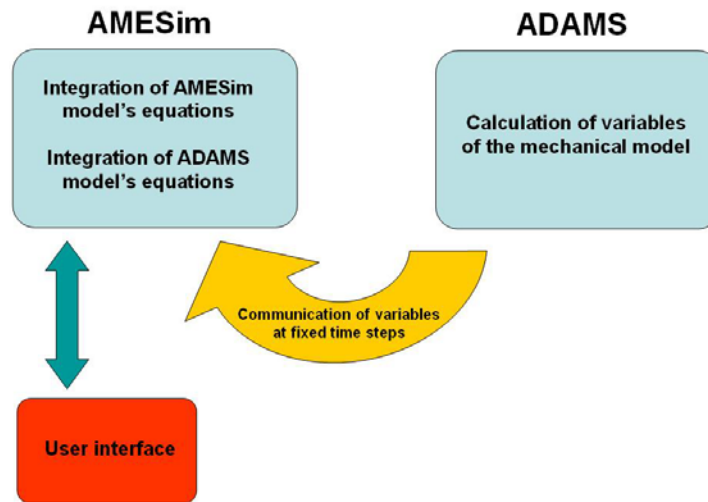 AMESim
Integration of AMESim
model's equations
Integration of ADAMS
model's equations
ADAMS
Calculation of variables
of the mechanical model
Communication of variables
at fixed time steps
User interface